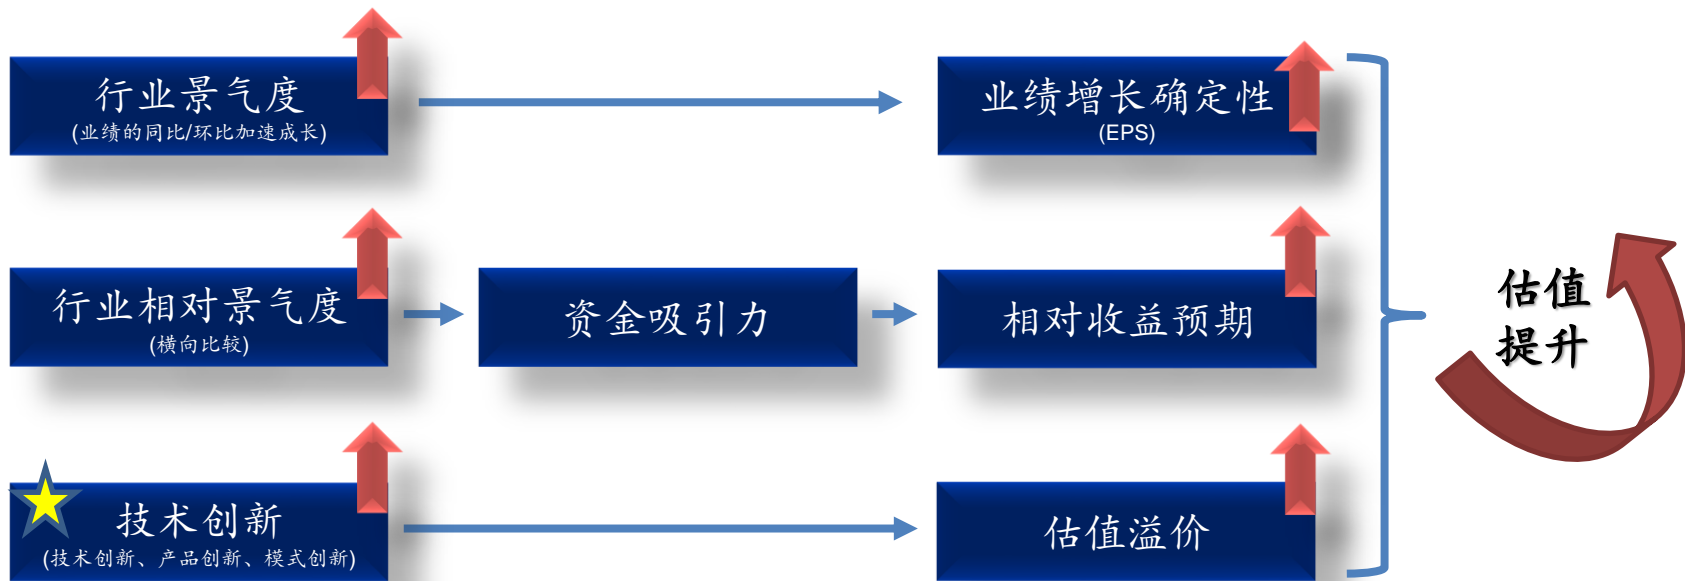 行业景气度
(业绩的同比/环比加速成长)
业绩增长确定性
(EPS)
行业相对景气度
(横向比较)
资金吸引力
相对收益预期
估值
提升
技术创新
(技术创新、产品创新、模式创新)
估值溢价